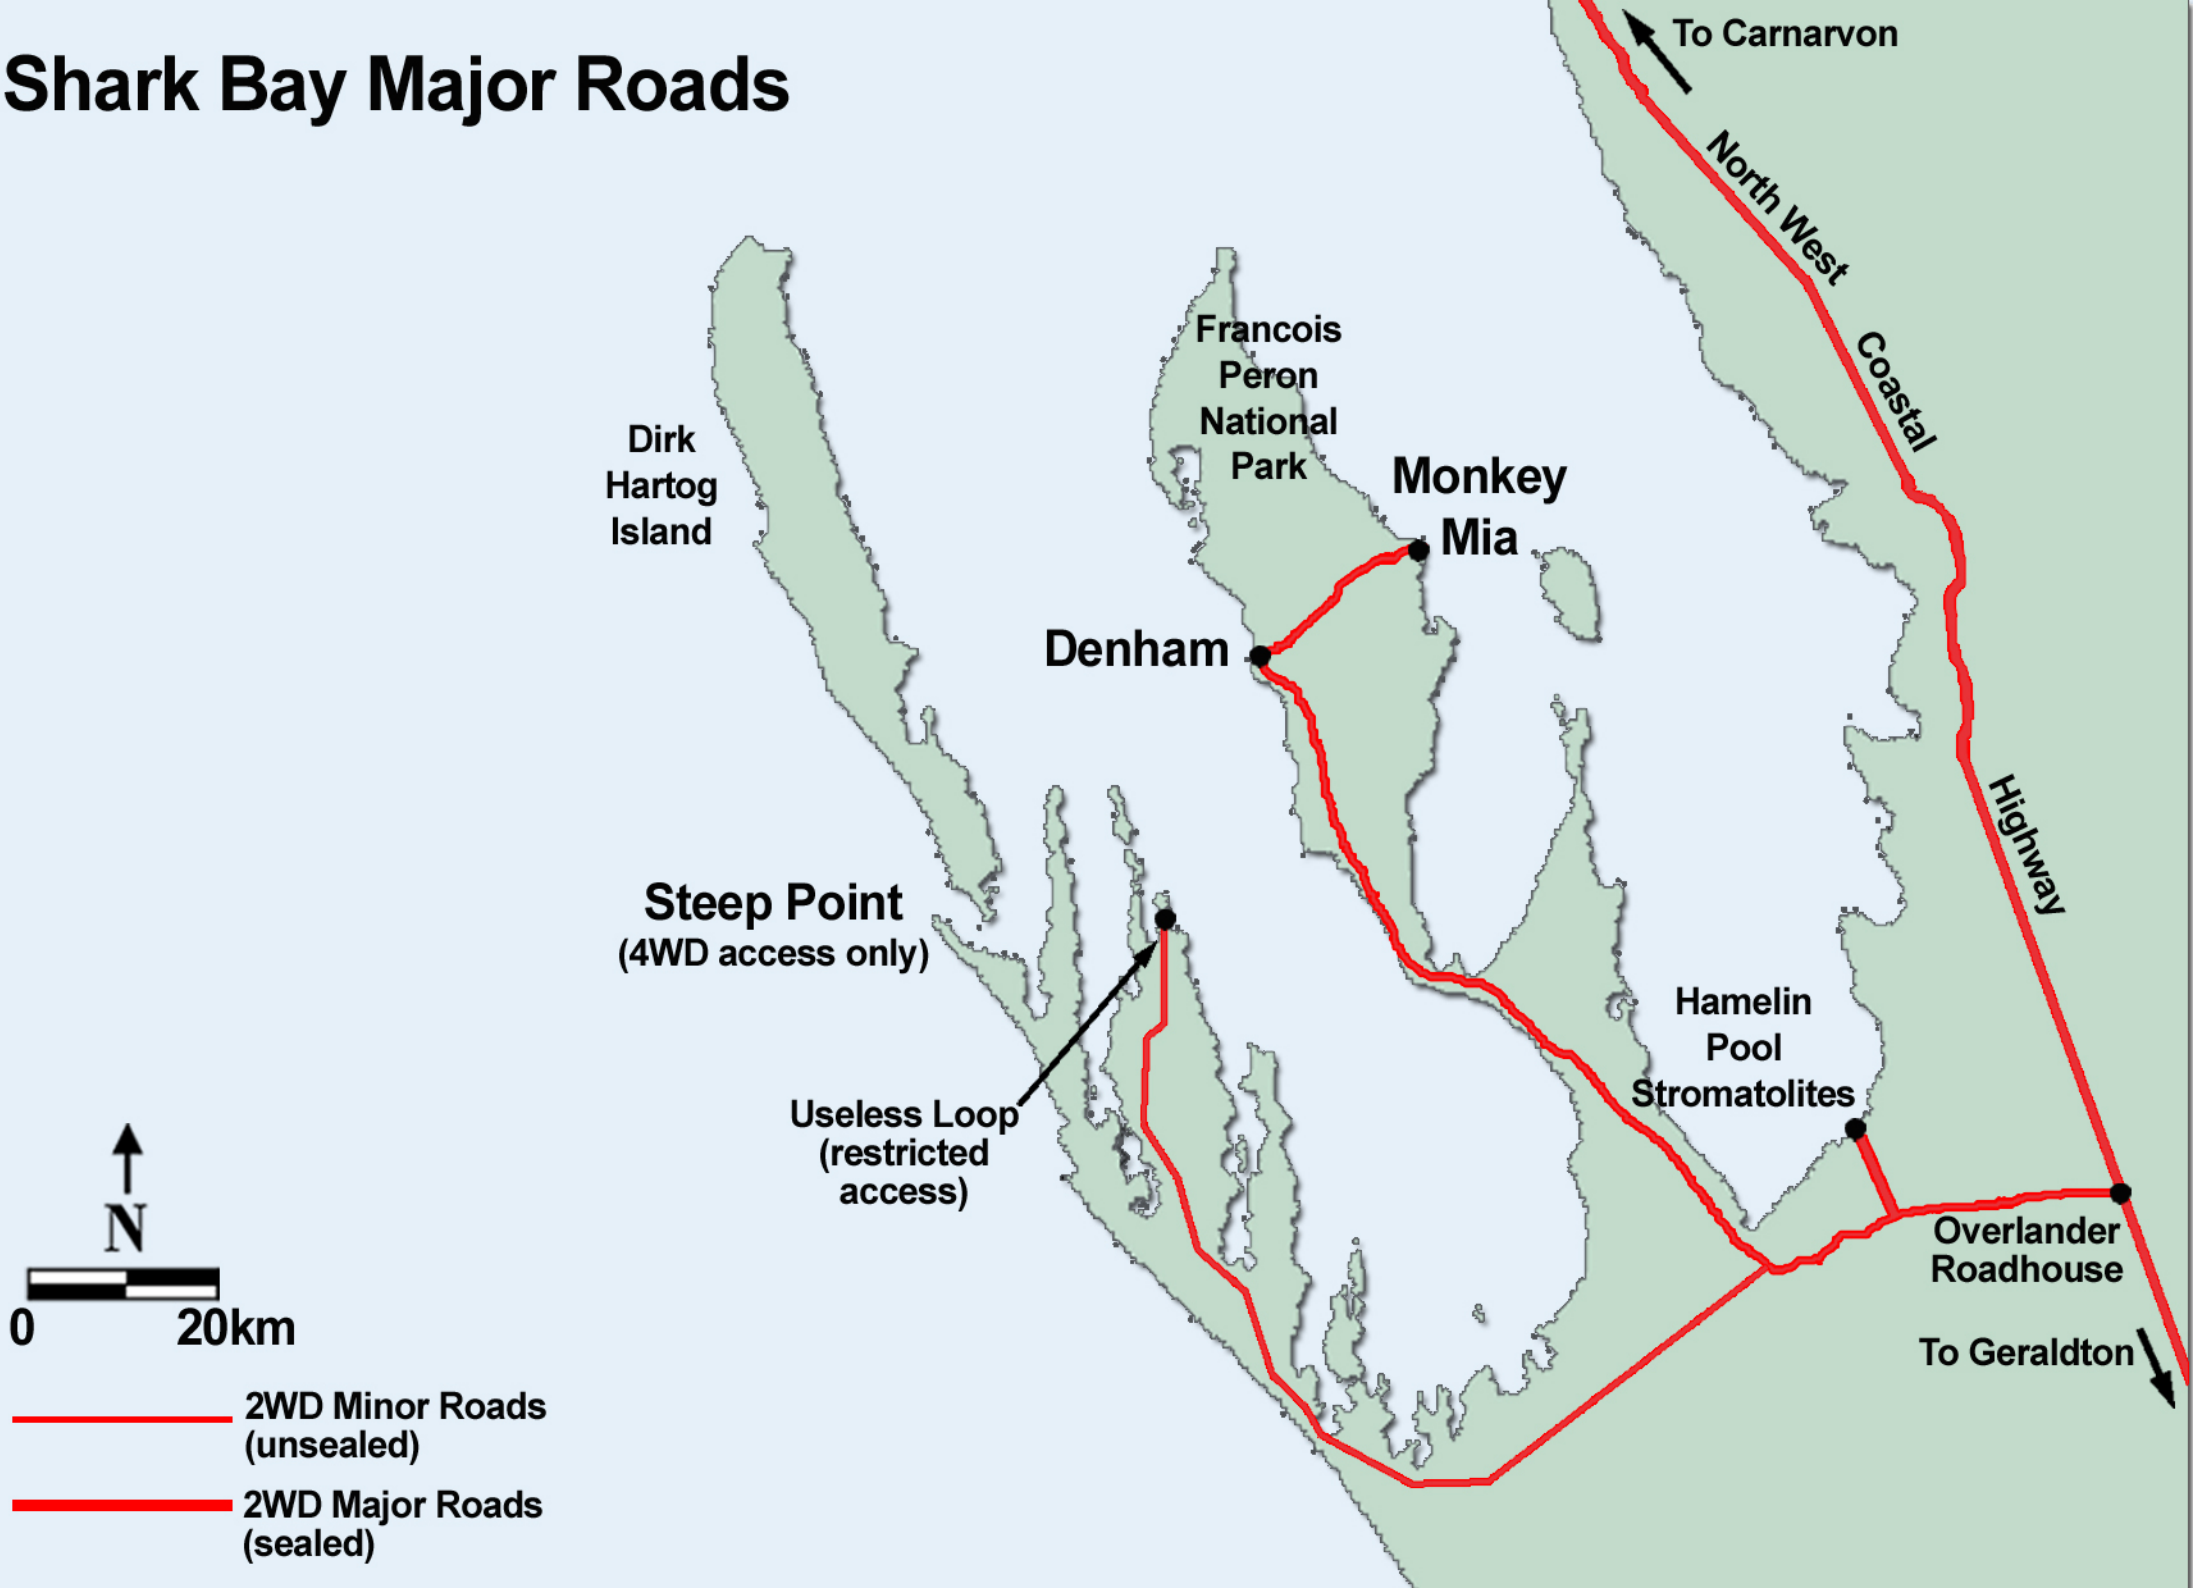 Shark Bay Major Roads
To Carnarvon
North West
Coastal
Highway
Francois
Peron
National
Park
Dirk
Hartog
Island
Monkey
Mia
Denham
Steep Point
(4WD access only)
Hamelin
Pool
Stromatolites
Useless Loop
(restricted
access)
Overlander
Roadhouse
To Geraldton
N
0 20km
2WD Minor Roads
(unsealed)
2WD Major Roads
(sealed)